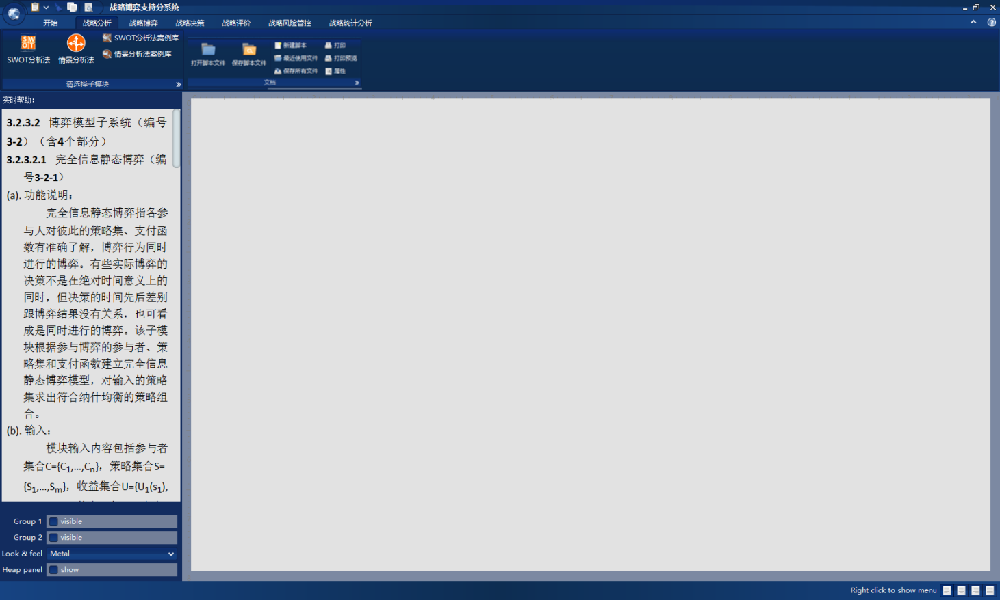 战略博弈支持分系统
开始 战略分析 战略博弈 战略决策 战略评价 战略风险管控 战略统计分析
SWOT分析法 情景分析法 SWOT分析法案例库
情景分析法案例库
请选择子模块
打开脚本文件 保存脚本文件 新建脚本 打印
最近使用文件 打印预览
保存所有文件 属性
文档
实时帮助：
3.2.3.2 博弈模型子系统（编号
3-2）（含4个部分）
3.2.3.2.1 完全信息静态博弈（编
号3-2-1）
(a). 功能说明：
完全信息静态博弈指各参
与人对彼此的策略集、支付函
数有准确了解，博弈行为同时
进行的博弈。有些实际博弈的
决策不是在绝对时间意义上的
同时，但决策的时间先后差别
跟博弈结果没有关系，也可看
成是同时进行的博弈。该子模
块根据参与博弈的参与者、策
略集和支付函数建立完全信息
静态博弈模型，对输入的策略
集求出符合纳什均衡的策略组
合。
(b). 输入：
模块输入内容包括参与者
集合C={C1,...,Cn}，策略集合S=
{S1,...,Sm}，收益集合U={U1(s1),
Group 1 visible
Group 2 visible
Look & feel Metal
Heap panel show
Right click to show menu